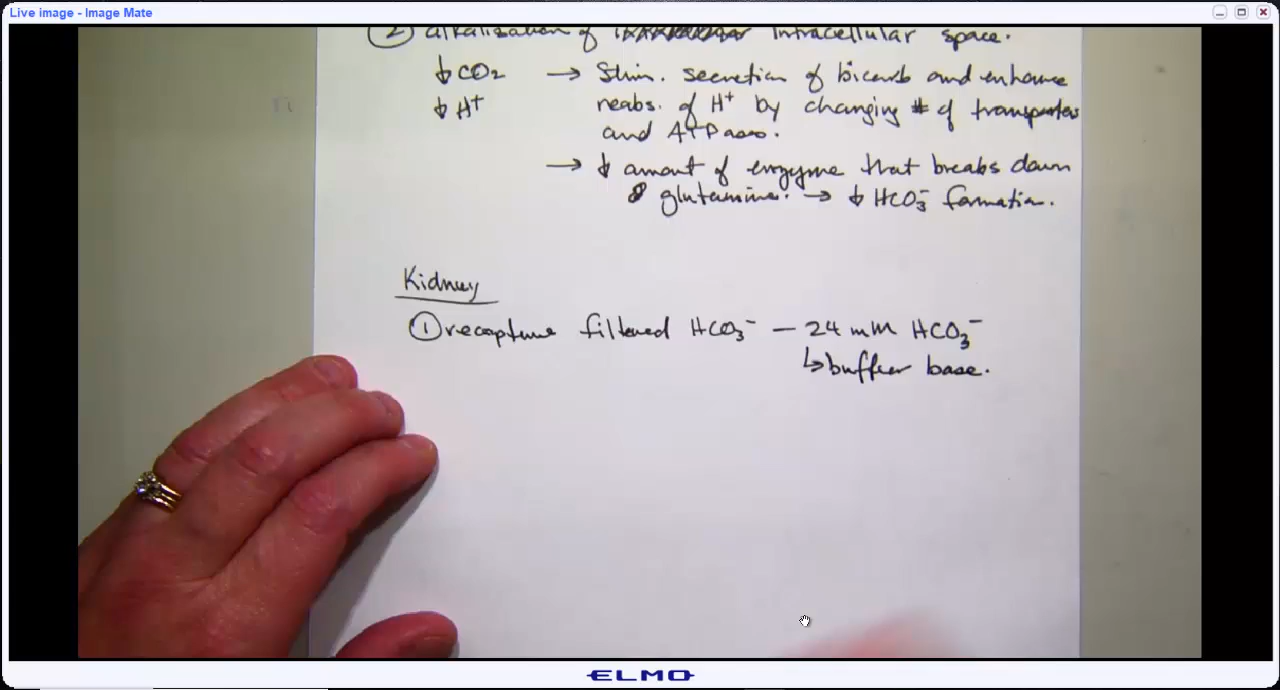 Live image - Image Mate
② alkalization of intracellular space.
↓ CO₂ → Stim. secretion of bicarb and enhance
↓ H⁺ reabs. of H⁺ by changing # of transporters
and ATPases.
→ ↓ amount of enzyme that breaks down
glutamine. → ↓ HCO₃⁻ formation.
Kidney
① recapture filtered HCO₃⁻ — 24 mM HCO₃⁻
↳ buffer base.
ELMO